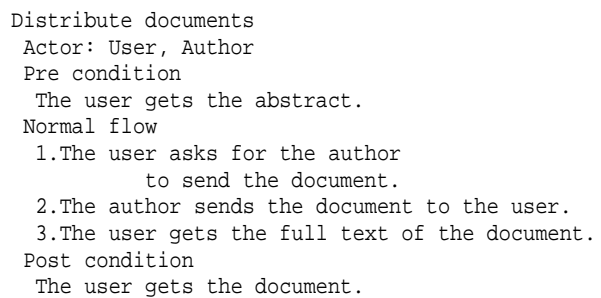 Distribute documents
Actor: User, Author
Pre condition
The user gets the abstract.
Normal flow
1.The user asks for the author
to send the document.
2.The author sends the document to the user.
3.The user gets the full text of the document.
Post condition
The user gets the document.